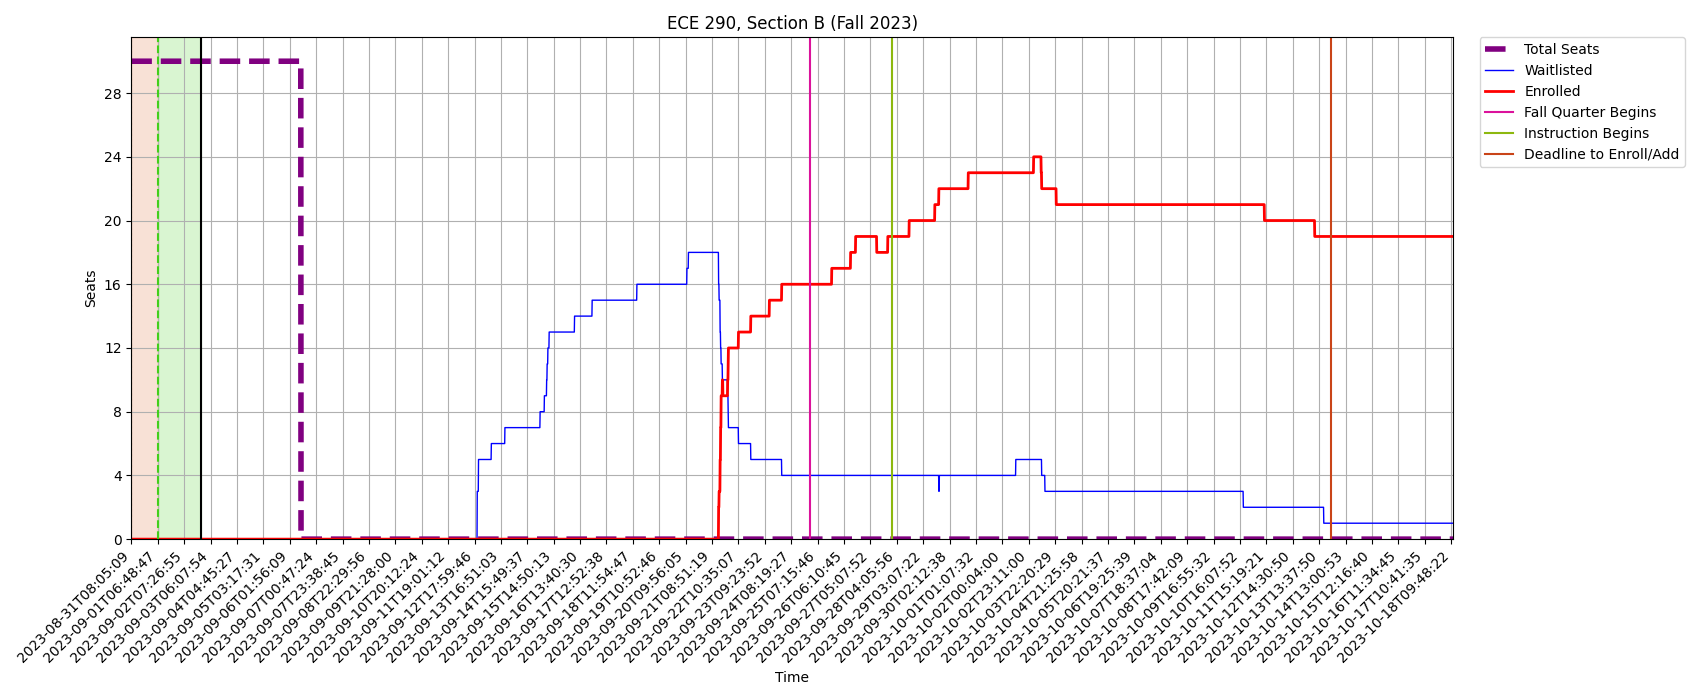 ECE 290, Section B (Fall 2023)
Total Seats
Waitlisted
Enrolled
Fall Quarter Begins
Instruction Begins
Deadline to Enroll/Add
Seats
28
24
20
16
12
8
4
0
2023-08-31T08:05:09
2023-09-01T06:48:47
2023-09-02T07:26:55
2023-09-03T06:07:54
2023-09-04T04:45:27
2023-09-05T03:17:31
2023-09-06T01:56:09
2023-09-07T00:47:24
2023-09-07T23:38:45
2023-09-08T22:29:56
2023-09-09T21:28:00
2023-09-10T20:12:24
2023-09-11T19:01:12
2023-09-12T17:59:46
2023-09-13T16:51:03
2023-09-14T15:49:37
2023-09-15T14:50:13
2023-09-16T13:40:30
2023-09-17T12:52:38
2023-09-18T11:54:47
2023-09-19T10:52:46
2023-09-20T09:56:05
2023-09-21T08:51:19
2023-09-22T10:35:07
2023-09-23T09:23:52
2023-09-24T08:19:27
2023-09-25T07:15:46
2023-09-26T06:10:45
2023-09-27T05:07:52
2023-09-28T04:05:56
2023-09-29T03:07:22
2023-09-30T02:12:38
2023-10-01T01:07:32
2023-10-02T00:04:00
2023-10-02T23:11:00
2023-10-03T22:20:29
2023-10-04T21:25:58
2023-10-05T20:21:37
2023-10-06T19:25:39
2023-10-07T18:37:04
2023-10-08T17:42:09
2023-10-09T16:55:32
2023-10-10T16:07:52
2023-10-11T15:19:21
2023-10-12T14:30:50
2023-10-13T13:37:50
2023-10-14T13:00:53
2023-10-15T12:16:40
2023-10-16T11:34:45
2023-10-17T10:41:35
2023-10-18T09:48:22
Time